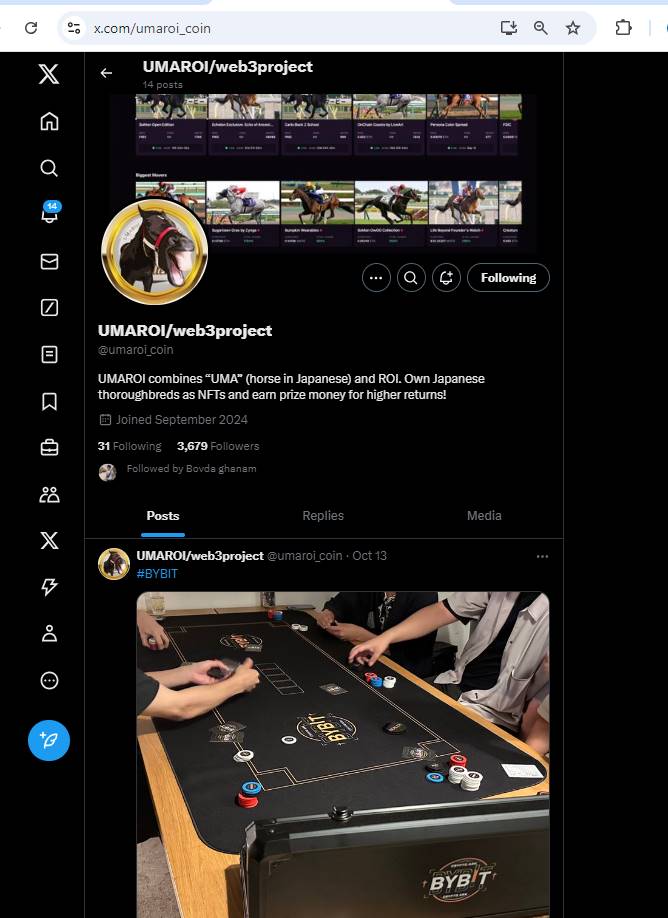 x.com/umaroi_coin
UMAROI/web3project
14 posts
Biggest Movers
14
Following
UMAROI/web3project
@umaroi_coin
UMAROI combines “UMA” (horse in Japanese) and ROI. Own Japanese
thoroughbreds as NFTs and earn prize money for higher returns!
Joined September 2024
31 Following 3,679 Followers
Followed by Bovda ghanam
Posts Replies Media
UMAROI/web3project @umaroi_coin · Oct 13
#BYBIT
BYBIT
BYBIT